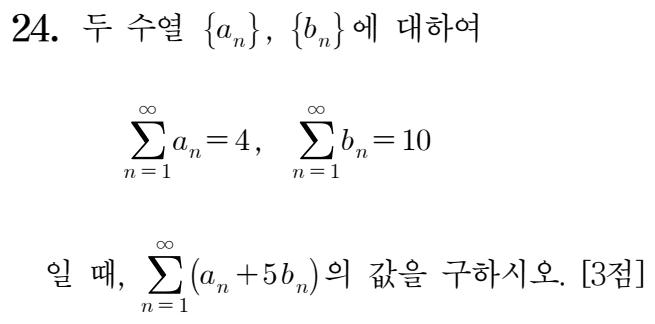 24. 두 수열 {aₙ}, {bₙ}에 대하여
∑_{n=1}^{∞} aₙ = 4, ∑_{n=1}^{∞} bₙ = 10
일 때, ∑_{n=1}^{∞} (aₙ + 5bₙ)의 값을 구하시오. [3점]